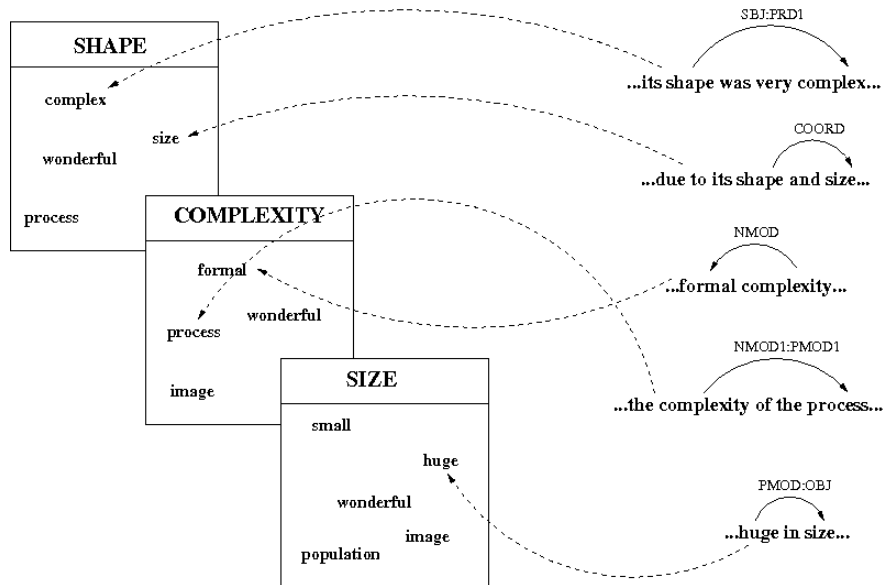 SHAPE
complex
size
wonderful
process
COMPLEXITY
formal
wonderful
process
image
SIZE
small
huge
wonderful
image
population
SBJ:PRD1
...its shape was very complex...
COORD
...due to its shape and size...
NMOD
...formal complexity...
NMOD1:PMOD1
...the complexity of the process...
PMOD:OBJ
...huge in size...